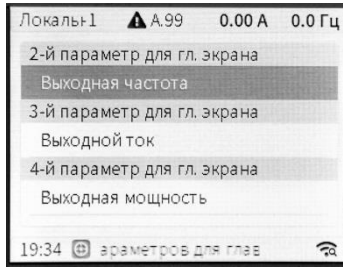 Локальн1 A.99 0.00 A 0.0 Гц
2-й параметр для гл. экрана
Выходная частота
3-й параметр для гл. экрана
Выходной ток
4-й параметр для гл. экрана
Выходная мощность
19:34 араметров для глав